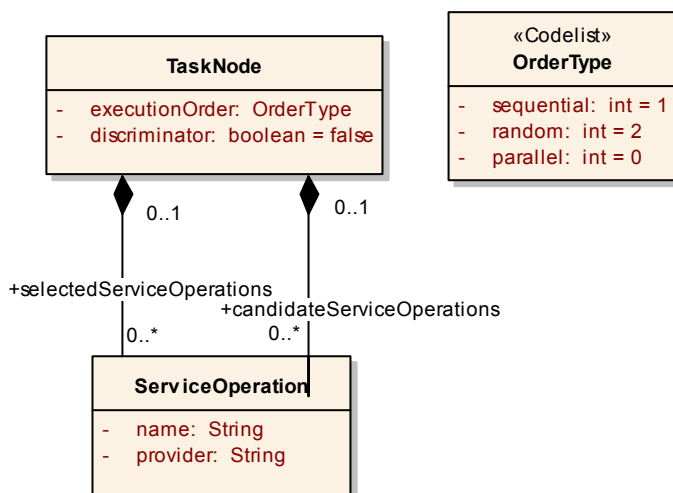 TaskNode
- executionOrder: OrderType
- discriminator: boolean = false
«Codelist»
OrderType
- sequential: int = 1
- random: int = 2
- parallel: int = 0
0..1
0..1
+selectedServiceOperations
+candidateServiceOperations
0..*
0..*
ServiceOperation
- name: String
- provider: String